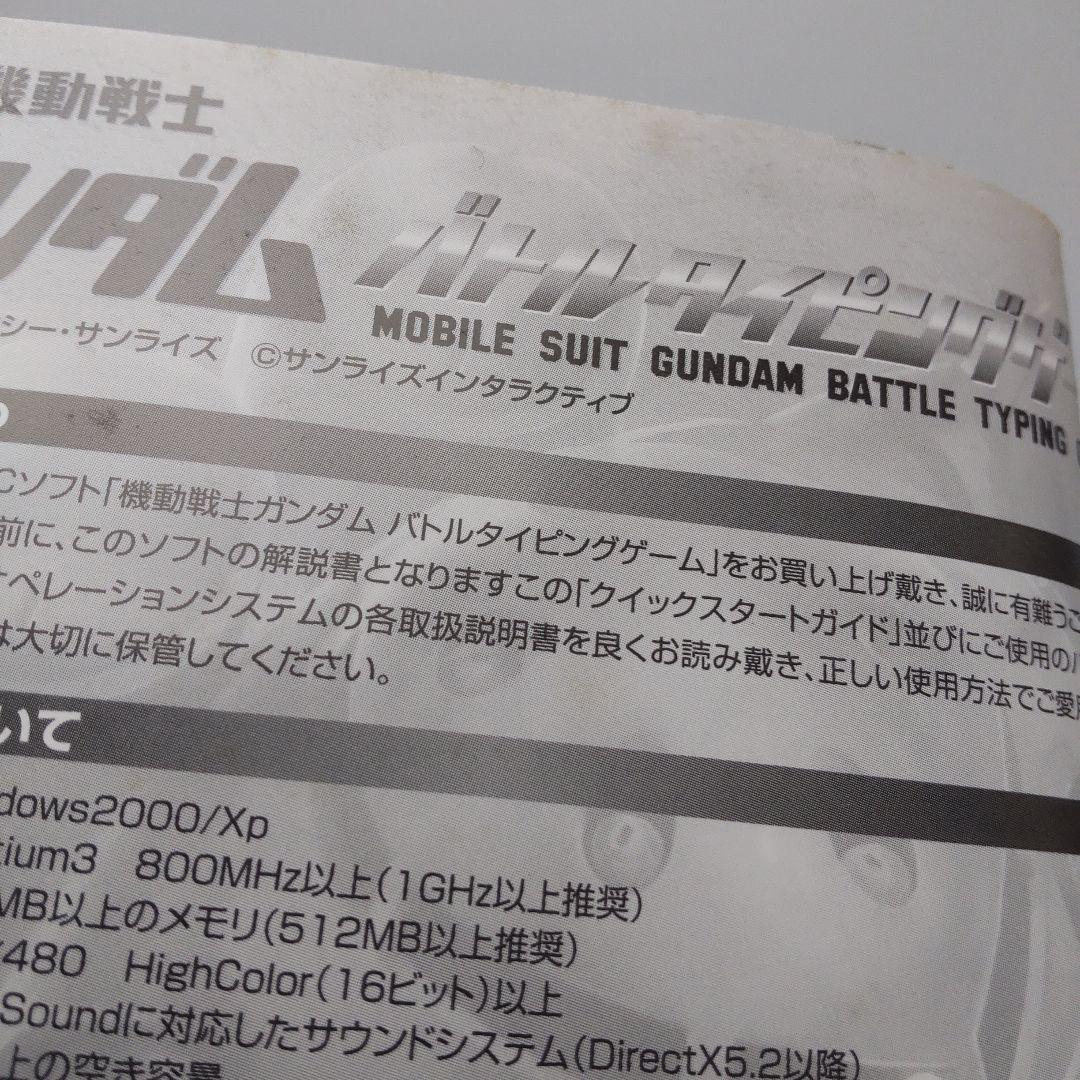 機動戦士
ンダム バトルタイピングゲ
MOBILE SUIT GUNDAM BATTLE TYPING
シー・サンライズ ©サンライズインタラクティブ
Cソフト「機動戦士ガンダム バトルタイピングゲーム」をお買い上げ戴き、誠に有難うご
前に、このソフトの解説書となりますこの「クイックスタートガイド」並びにご使用のパ
ペレーションシステムの各取扱説明書を良くお読み戴き、正しい使用方法でご愛用
は大切に保管してください。
いて
dows2000/Xp
tium3 800MHz以上(1GHz以上推奨)
MB以上のメモリ(512MB以上推奨)
480 HighColor(16ビット)以上
Soundに対応したサウンドシステム(DirectX5.2以降)
上の空き容量